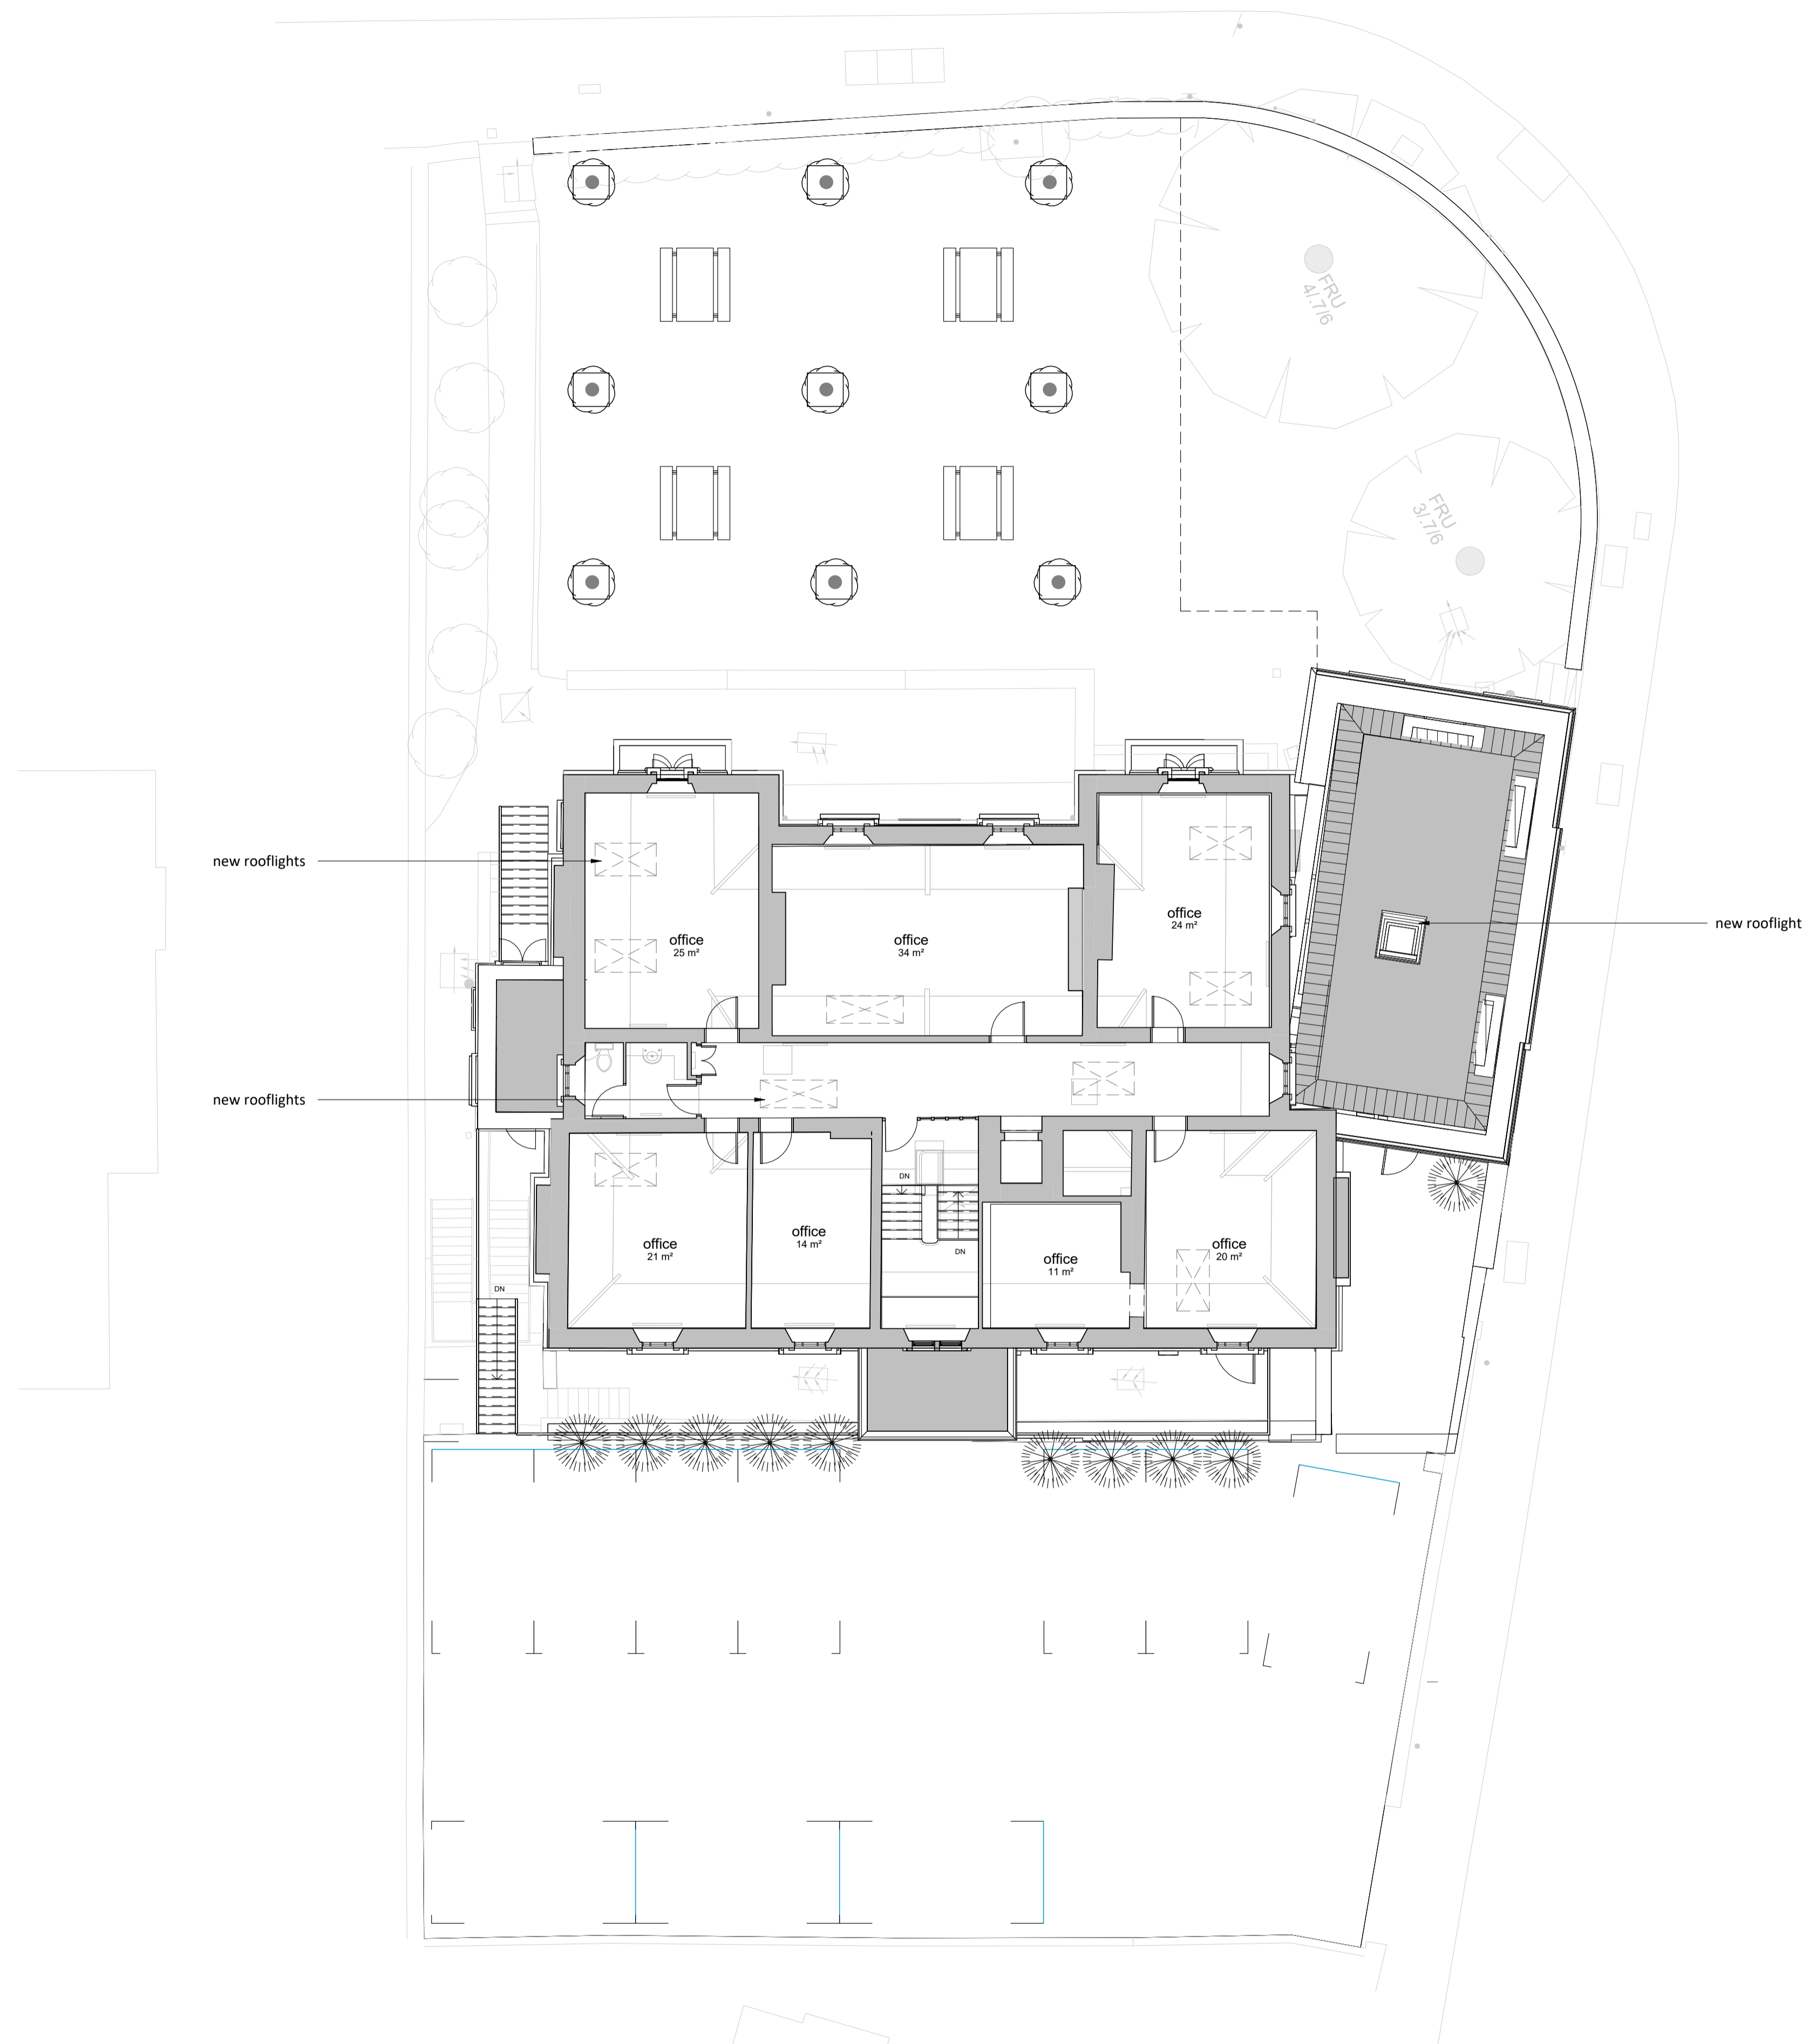 FRU
4/.7/6
FRU
3/.7/6
new rooflights
office
25 m²
office
34 m²
office
24 m²
new rooflight
new rooflights
DN
office
21 m²
office
14 m²
DN
office
11 m²
office
20 m²
DN